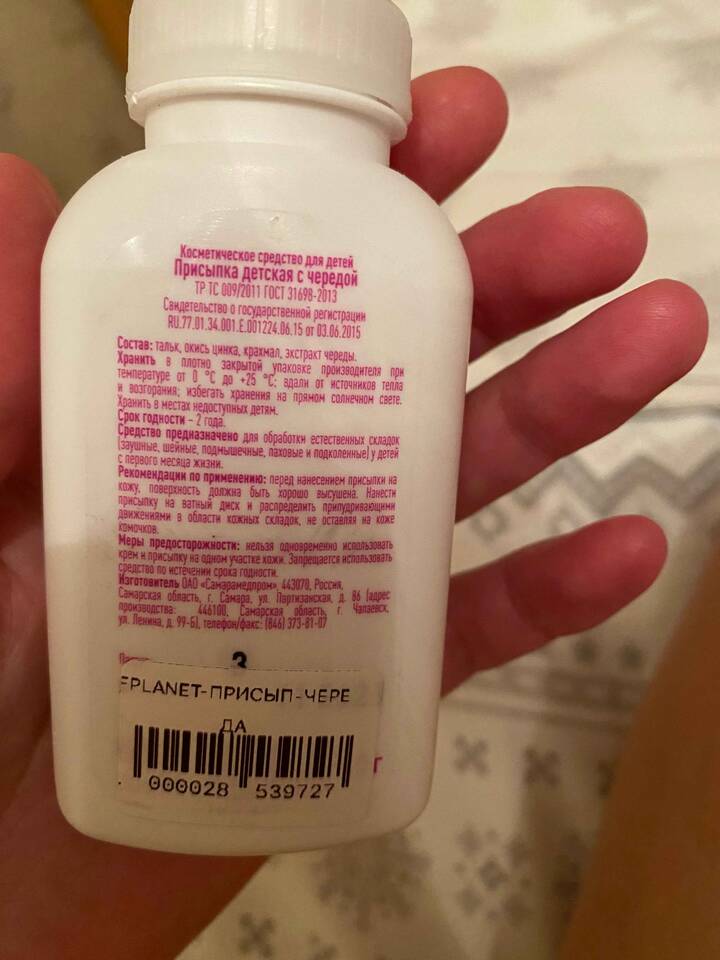 Косметическое средство для детей
Присыпка детская с чередой
ТР ТС 009/2011 ГОСТ 31698-2013
Свидетельство о государственной регистрации
RU.77.01.34.001.Е.001224.06.15 от 03.06.2015
Состав: тальк, окись цинка, крахмал, экстракт череды.
Хранить в плотно закрытой упаковке производителя при
температуре от 0 °С до +25 °С: вдали от источников тепла
и возгорания; избегать хранения на прямом солнечном свете.
Хранить в местах недоступных детям.
Срок годности - 2 года.
Средство предназначено для обработки естественных складок
(заушные, шейные, подмышечные, паховые и подколенные) у детей
с первого месяца жизни.
Рекомендации по применению: перед нанесением присыпки на
кожу, поверхность должна быть хорошо высушена. Нанести
присыпку на ватный диск и распределить припудривающими
движениями в области кожных складок, не оставляя на коже
комочков.
Меры предосторожности: нельзя одновременно использовать
крем и присыпку на одном участке кожи. Запрещается использовать
средство по истечении срока годности.
Изготовитель ОАО «Самарамедпром», 443070, Россия,
Самарская область, г. Самара, ул. Партизанская, д. 86 (адрес
производства: 446100, Самарская область, г. Чапаевск,
ул. Ленина, д. 99-Б), телефон/факс: (846) 373-81-07
3
FPLANET-ПРИСЫП-ЧЕРЕ
ДА
000028 539727
г